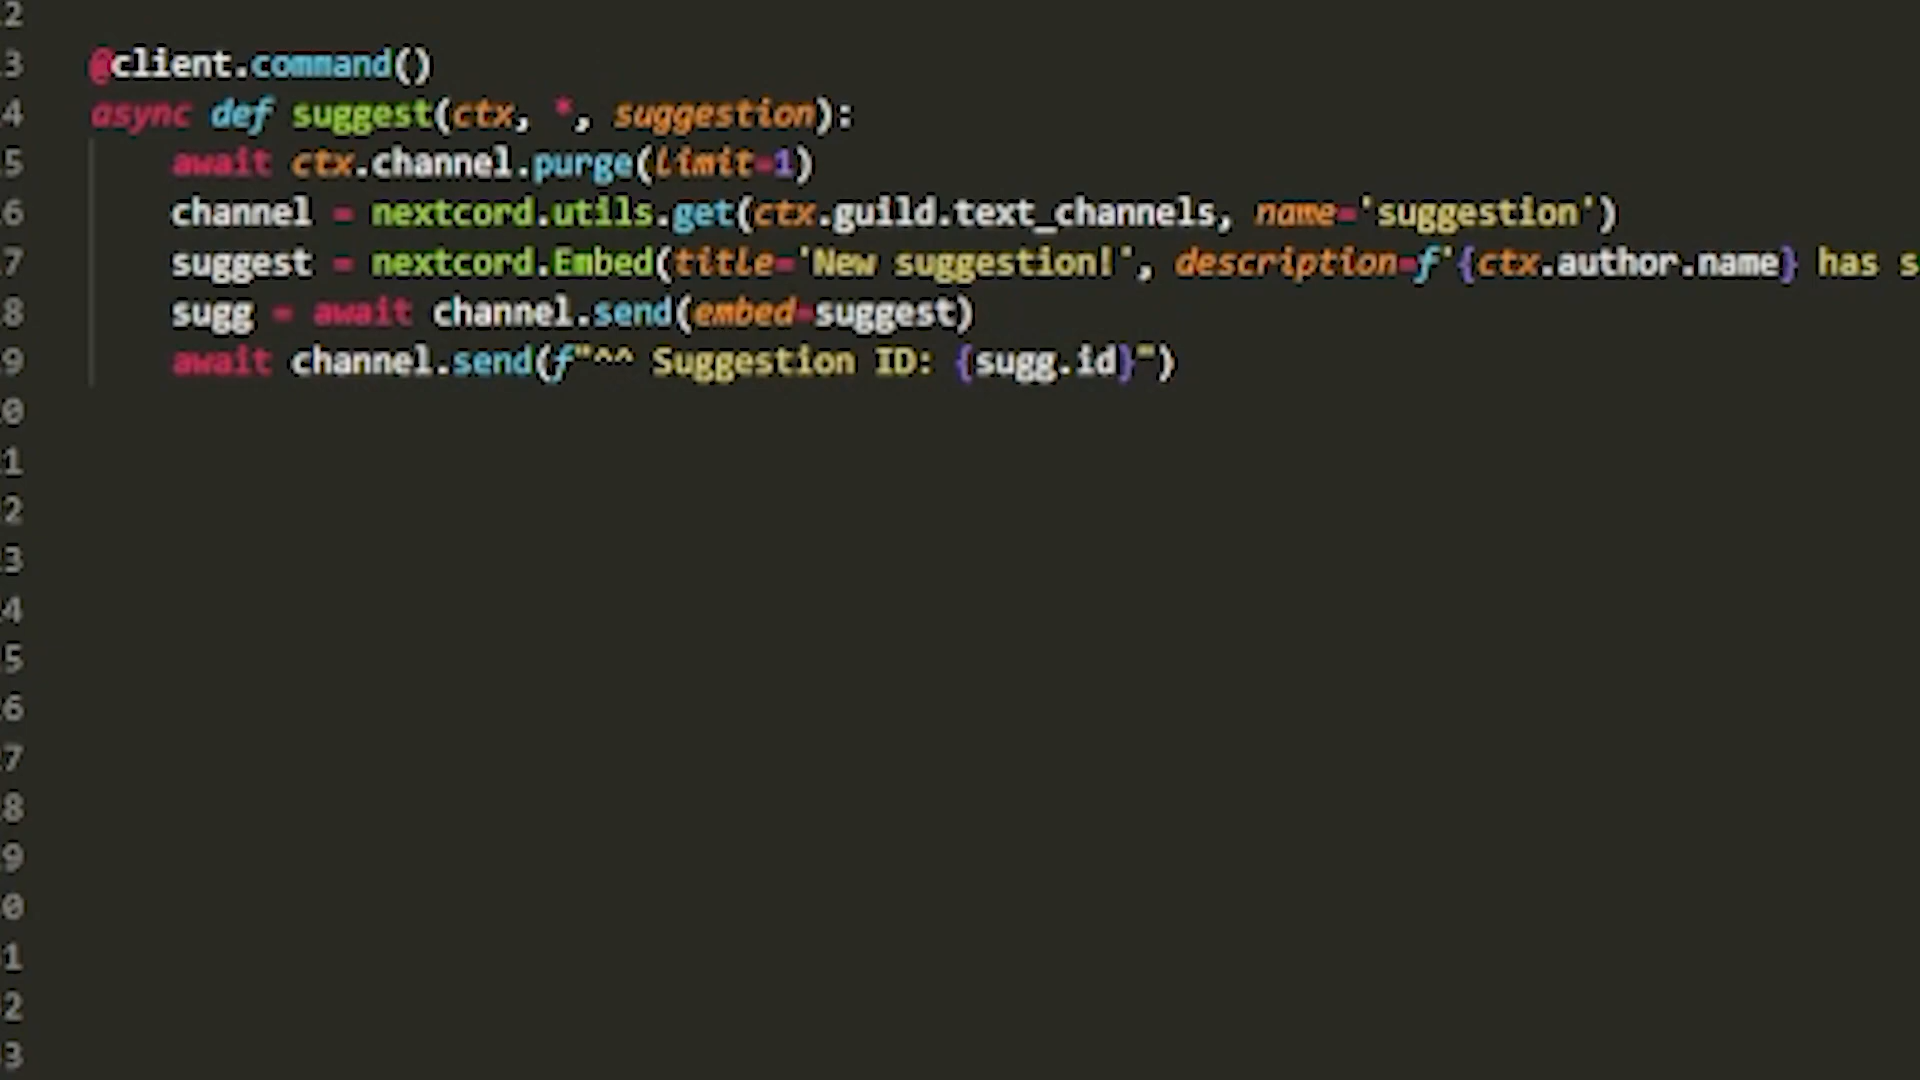 2
3 @client.command()
4 async def suggest(ctx, *, suggestion):
5 await ctx.channel.purge(limit=1)
6 channel = nextcord.utils.get(ctx.guild.text_channels, name='suggestion')
7 suggest = nextcord.Embed(title='New suggestion!', description=f'{ctx.author.name} has s
8 sugg = await channel.send(embed=suggest)
9 await channel.send(f"^^ Suggestion ID: {sugg.id}")
0
1
2
3
4
5
6
7
8
9
0
1
2
3